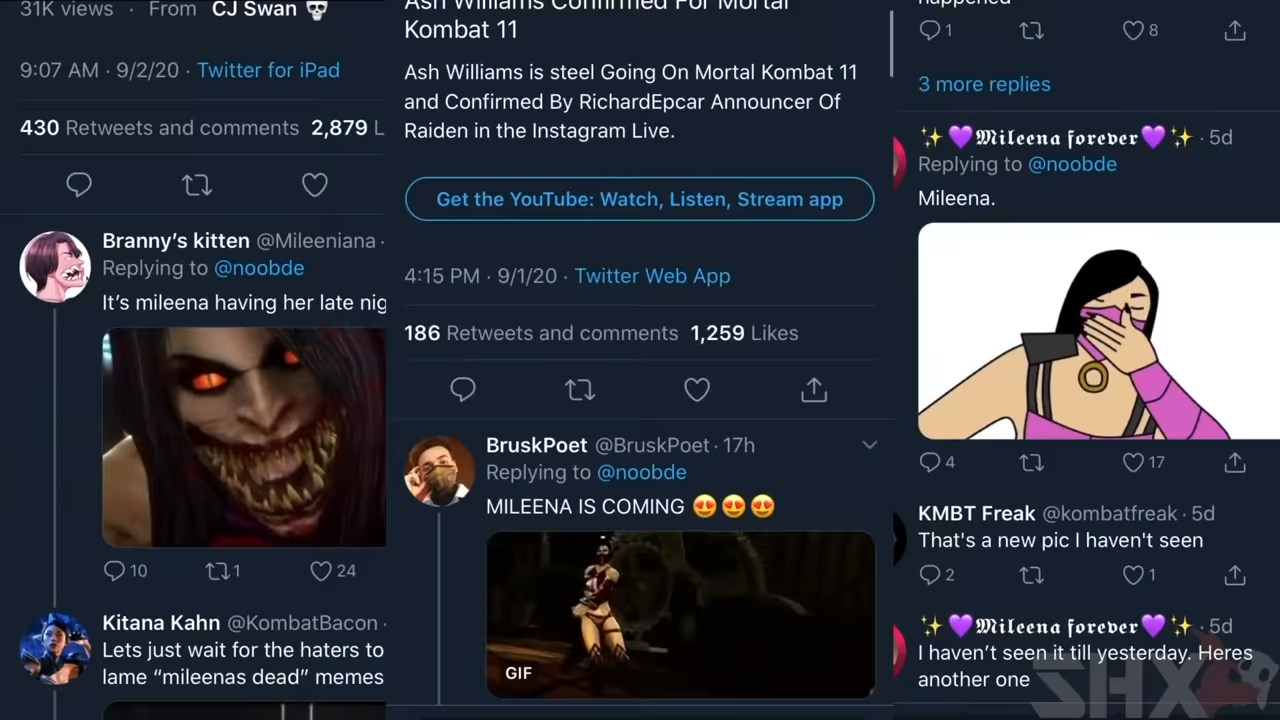 31K views · From CJ Swan 💀
9:07 AM · 9/2/20 · Twitter for iPad
430 Retweets and comments 2,879 L
Branny's kitten @Mileeniana ·
Replying to @noobde
It's mileena having her late nig
10 1 24
Kitana Kahn @KombatBacon ·
Lets just wait for the haters to
lame “mileenas dead” memes
Ash Williams Confirmed For Mortal
Kombat 11
Ash Williams is steel Going On Mortal Kombat 11
and Confirmed By RichardEpcar Announcer Of
Raiden in the Instagram Live.
Get the YouTube: Watch, Listen, Stream app
4:15 PM · 9/1/20 · Twitter Web App
186 Retweets and comments 1,259 Likes
BruskPoet @BruskPoet · 17h
Replying to @noobde
MILEENA IS COMING 😍😍😍
GIF
happened
1 8
3 more replies
✨💜𝕸𝖎𝖑𝖊𝖊𝖓𝖆 𝖋𝖔𝖗𝖊𝖛𝖊𝖗💜✨ · 5d
Replying to @noobde
Mileena.
4 17
KMBT Freak @kombatfreak · 5d
That's a new pic I haven't seen
2 1
✨💜𝕸𝖎𝖑𝖊𝖊𝖓𝖆 𝖋𝖔𝖗𝖊𝖛𝖊𝖗💜✨ · 5d
I haven't seen it till yesterday. Heres
another one
SHX